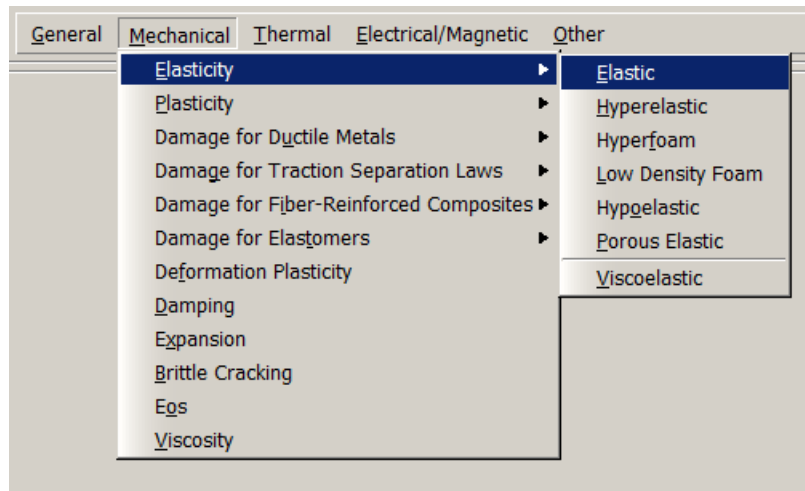 General Mechanical Thermal Electrical/Magnetic Other
Elasticity
Plasticity
Damage for Ductile Metals
Damage for Traction Separation Laws
Damage for Fiber-Reinforced Composites
Damage for Elastomers
Deformation Plasticity
Damping
Expansion
Brittle Cracking
Eos
Viscosity
Elastic
Hyperelastic
Hyperfoam
Low Density Foam
Hypoelastic
Porous Elastic
Viscoelastic